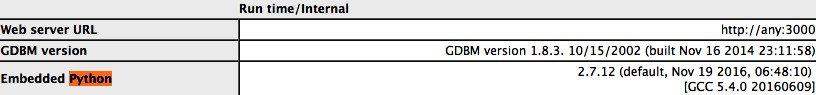 Run time/Internal
Web server URL http://any:3000
GDBM version GDBM version 1.8.3. 10/15/2002 (built Nov 16 2014 23:11:58)
Embedded Python 2.7.12 (default, Nov 19 2016, 06:48:10)
[GCC 5.4.0 20160609]